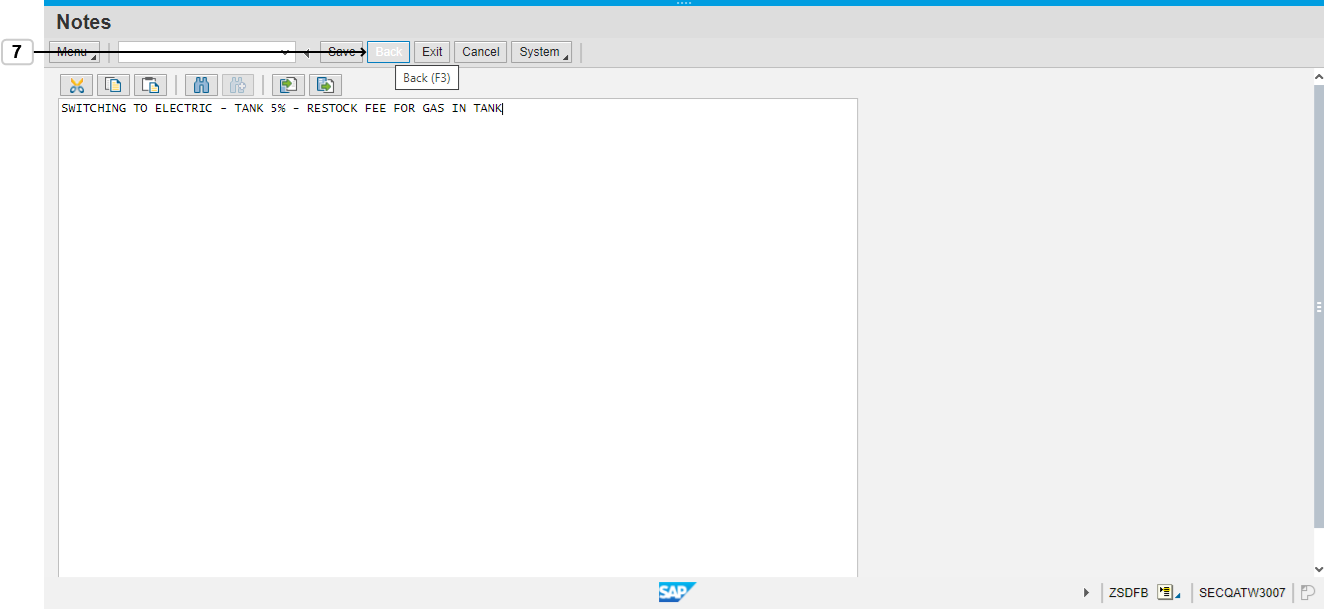 Notes
7
Menu Save Back Exit Cancel System
Back (F3)
SWITCHING TO ELECTRIC - TANK 5% - RESTOCK FEE FOR GAS IN TANK
SAP ZSDFB SECQATW3007